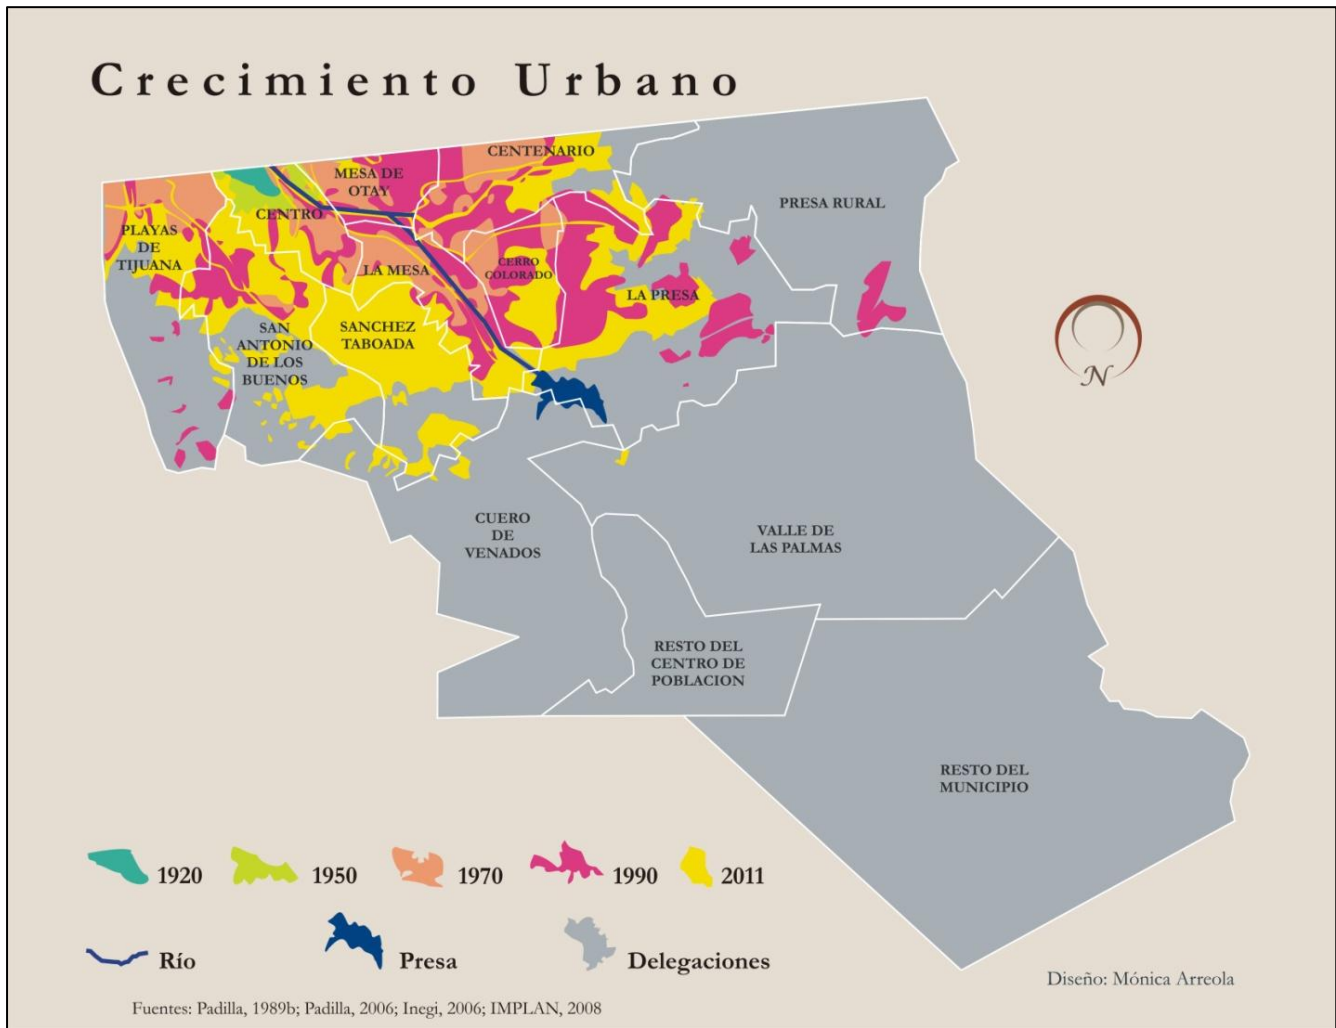 Crecimiento Urbano
CENTENARIO
MESA DE
OTAY
PRESA RURAL
CENTRO
PLAYAS
DE
TIJUANA
LA MESA
CERRO
COLORADO
LA PRESA
SAN
ANTONIO
DE LOS
BUENOS
SANCHEZ
TABOADA
N
CUERO
DE
VENADOS
VALLE DE
LAS PALMAS
RESTO DEL
CENTRO DE
POBLACION
RESTO DEL
MUNICIPIO
1920
1950
1970
1990
2011
Río
Presa
Delegaciones
Diseño: Mónica Arreola
Fuentes: Padilla, 1989b; Padilla, 2006; Inegi, 2006; IMPLAN, 2008